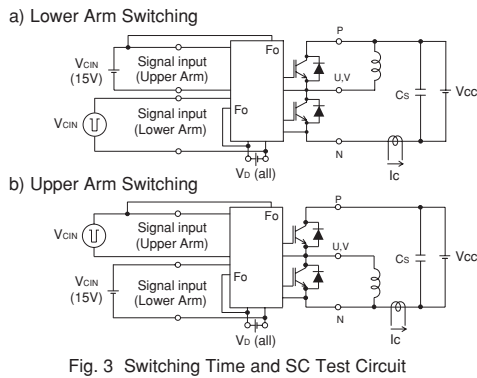 a) Lower Arm Switching
P
Fo
VCIN
(15V)
Signal input
(Upper Arm)
U,V
CS
VCC
VCIN
Signal input
(Lower Arm)
Fo
N
VD (all)
IC
b) Upper Arm Switching
P
Fo
VCIN
Signal input
(Upper Arm)
U,V
CS
VCC
VCIN
(15V)
Signal input
(Lower Arm)
Fo
N
VD (all)
IC
Fig. 3 Switching Time and SC Test Circuit